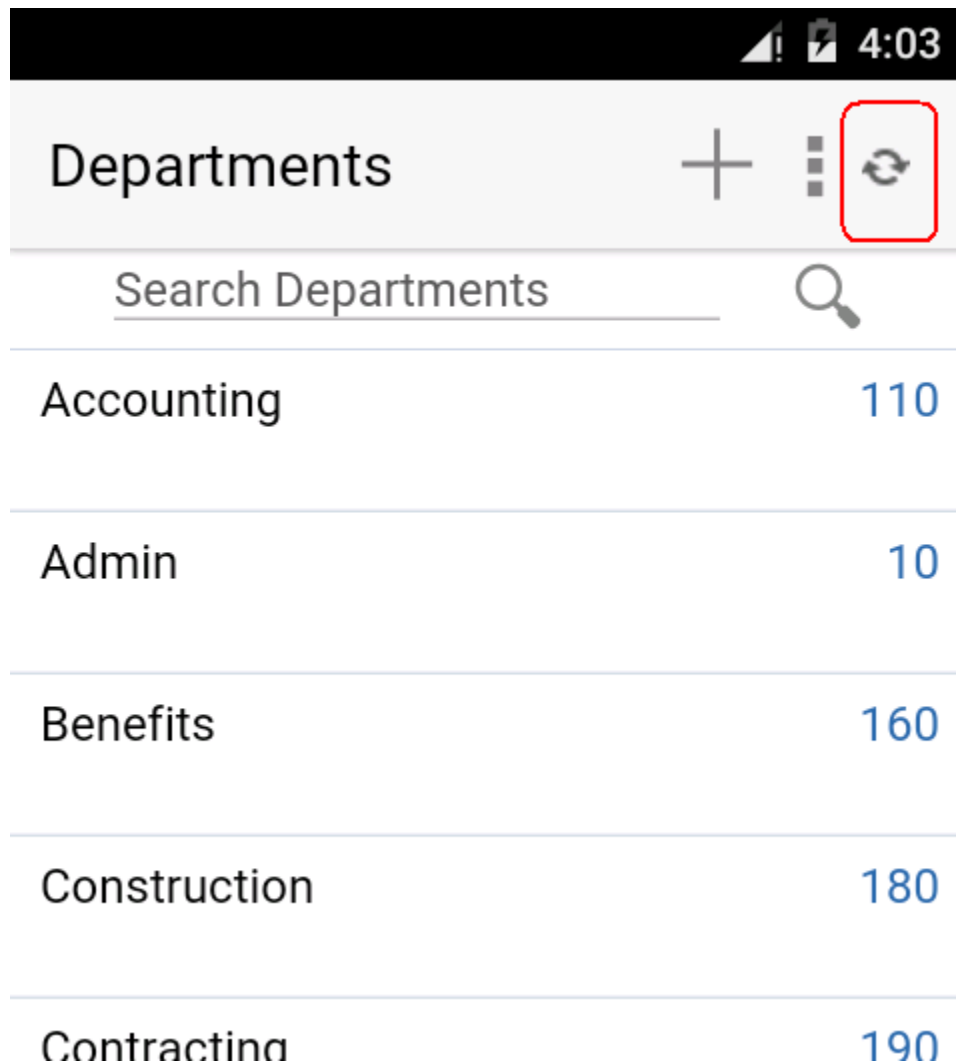 4:03
Departments
Search Departments
Accounting 110
Admin 10
Benefits 160
Construction 180
Contracting 190